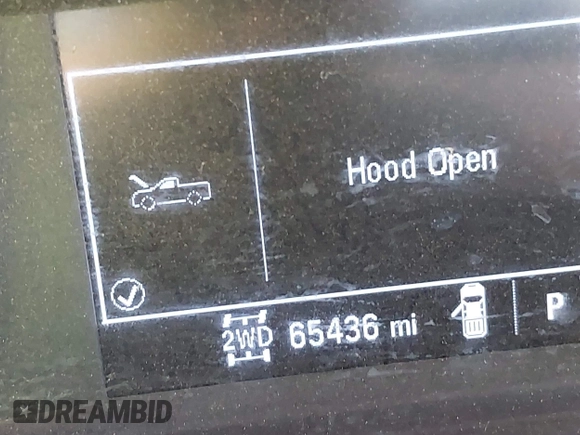 Hood Open
2WD 65436 mi P
DREAMBID